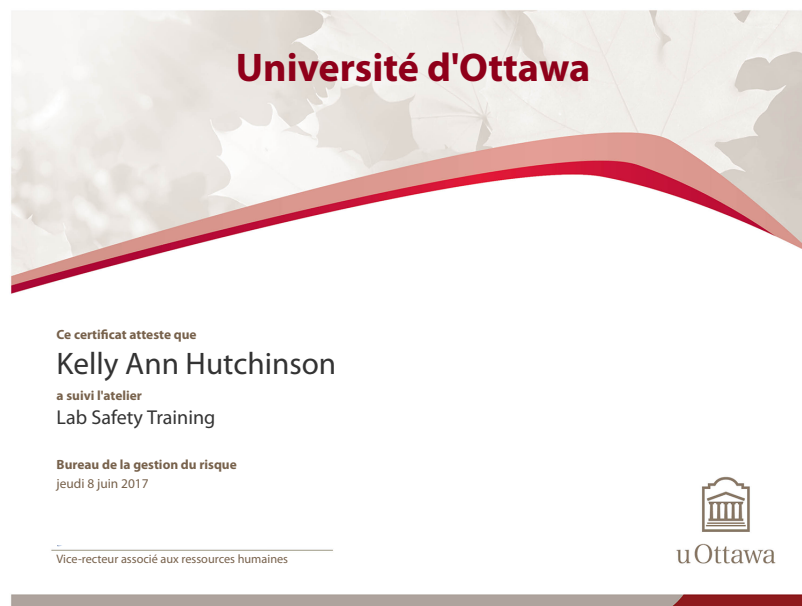 Université d'Ottawa
Ce certificat atteste que
Kelly Ann Hutchinson
a suivi l'atelier
Lab Safety Training
Bureau de la gestion du risque
jeudi 8 juin 2017
Vice-recteur associé aux ressources humaines
uOttawa